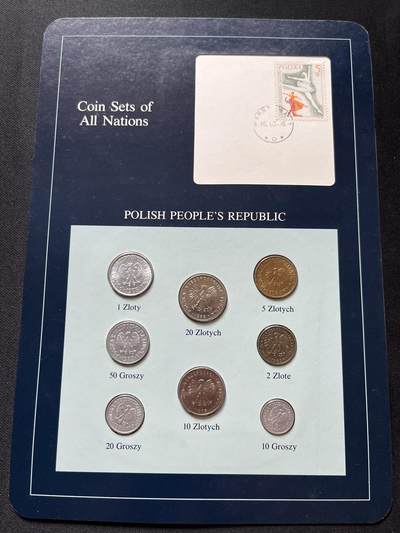 Coin Sets of
All Nations
POLSKA 5
POLISH PEOPLE'S REPUBLIC
1 Zloty
20 Zlotych
5 Zlotych
50 Groszy
2 Zlote
20 Groszy
10 Zlotych
10 Groszy